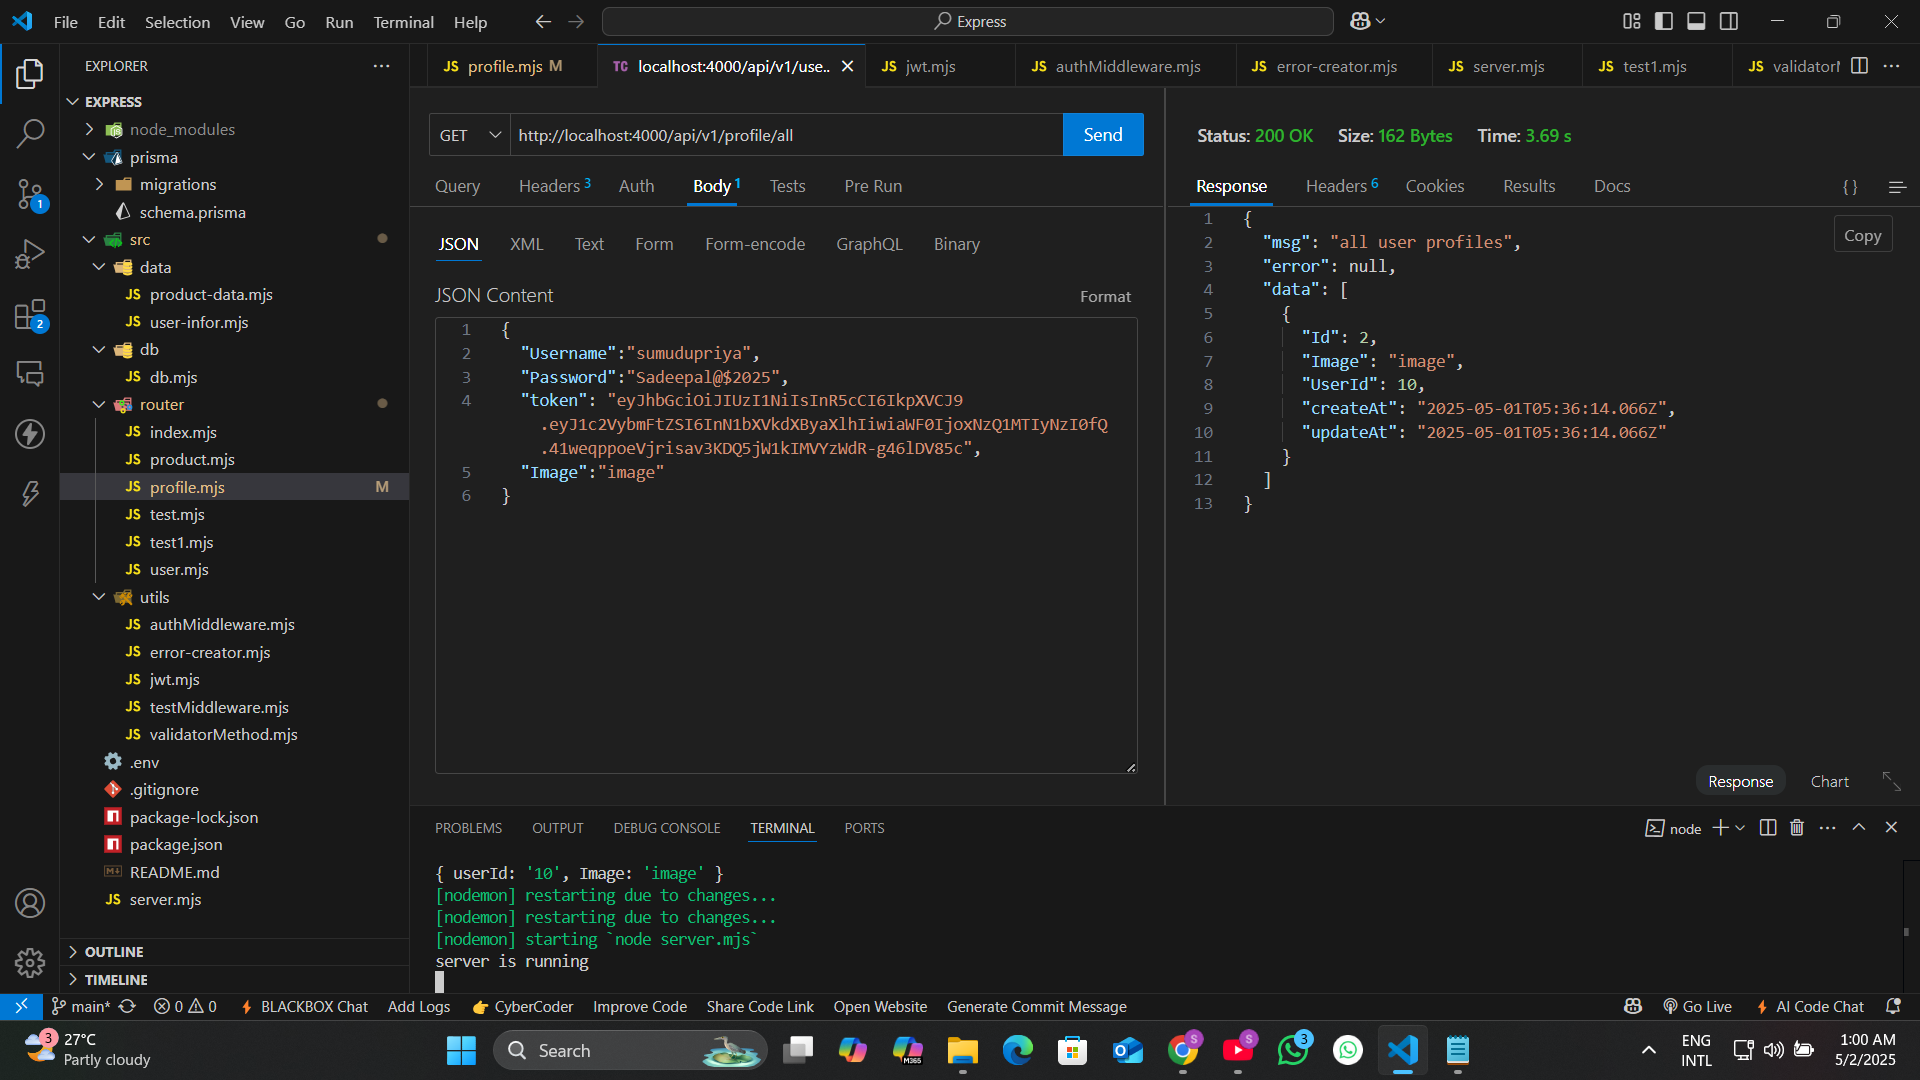 File Edit Selection View Go Run Terminal Help
Express
EXPLORER
EXPRESS
node_modules
prisma
migrations
schema.prisma
src
data
product-data.mjs
user-infor.mjs
db
db.mjs
router
index.mjs
product.mjs
profile.mjs M
test.mjs
test1.mjs
user.mjs
utils
authMiddleware.mjs
error-creator.mjs
jwt.mjs
testMiddleware.mjs
validatorMethod.mjs
.env
.gitignore
package-lock.json
package.json
README.md
server.mjs
OUTLINE
TIMELINE
JS profile.mjs M TC localhost:4000/api/v1/use.. JS jwt.mjs JS authMiddleware.mjs JS error-creator.mjs JS server.mjs JS test1.mjs JS validatorM
GET http://localhost:4000/api/v1/profile/all Send
Query Headers 3 Auth Body 1 Tests Pre Run
JSON XML Text Form Form-encode GraphQL Binary
JSON Content Format
1 {
2 "Username":"sumudupriya",
3 "Password":"Sadeepal@$2025",
4 "token": "eyJhbGciOiJIUzI1NiIsInR5cCI6IkpXVCJ9
.eyJ1c2VybmFtZSI6InN1bXVkdXByaXlhIiwiaWF0IjoxNzQ1MTIyNzI0fQ
.41weqppoeVjrisav3KDQ5jW1kIMVYzWdR-g46lDV85c",
5 "Image":"image"
6 }
Status: 200 OK Size: 162 Bytes Time: 3.69 s
Response Headers 6 Cookies Results Docs { }
Copy
1 {
2 "msg": "all user profiles",
3 "error": null,
4 "data": [
5 {
6 "Id": 2,
7 "Image": "image",
8 "UserId": 10,
9 "createAt": "2025-05-01T05:36:14.066Z",
10 "updateAt": "2025-05-01T05:36:14.066Z"
11 }
12 ]
13 }
Response Chart
PROBLEMS OUTPUT DEBUG CONSOLE TERMINAL PORTS
node
{ userId: '10', Image: 'image' }
[nodemon] restarting due to changes...
[nodemon] restarting due to changes...
[nodemon] starting `node server.mjs`
server is running
main* 0 0 BLACKBOX Chat Add Logs CyberCoder Improve Code Share Code Link Open Website Generate Commit Message Go Live AI Code Chat
3 27°C
Partly cloudy
Search
M365
3
ENG
INTL
1:00 AM
5/2/2025